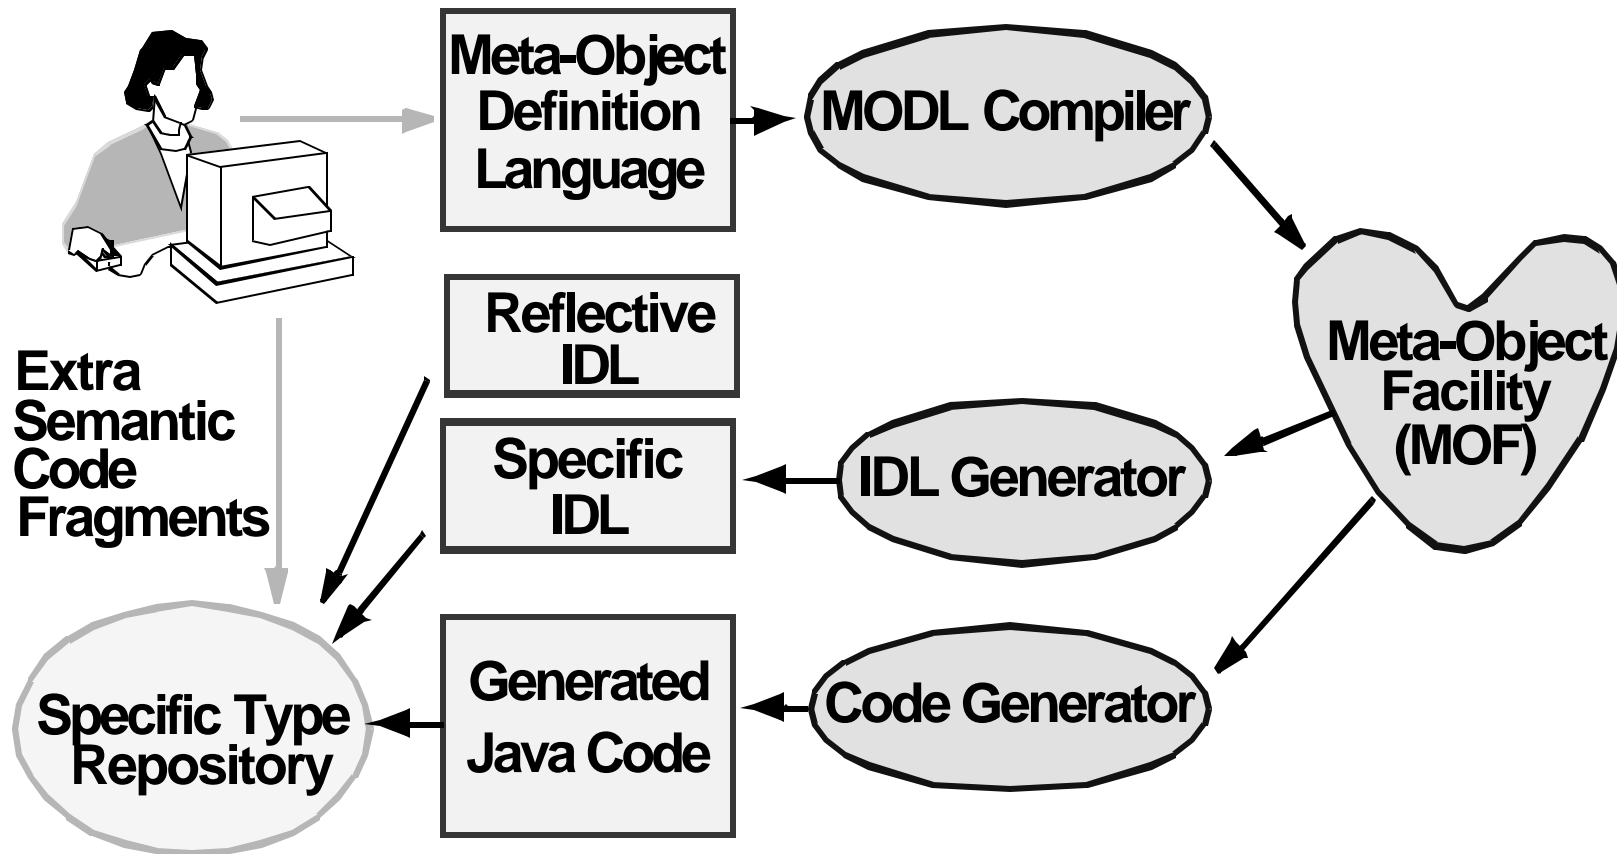 Meta-Object
Definition
Language
MODL Compiler
Reflective
IDL
Extra
Semantic
Code
Fragments
Meta-Object
Facility
(MOF)
Specific
IDL
IDL Generator
Specific Type
Repository
Generated
Java Code
Code Generator